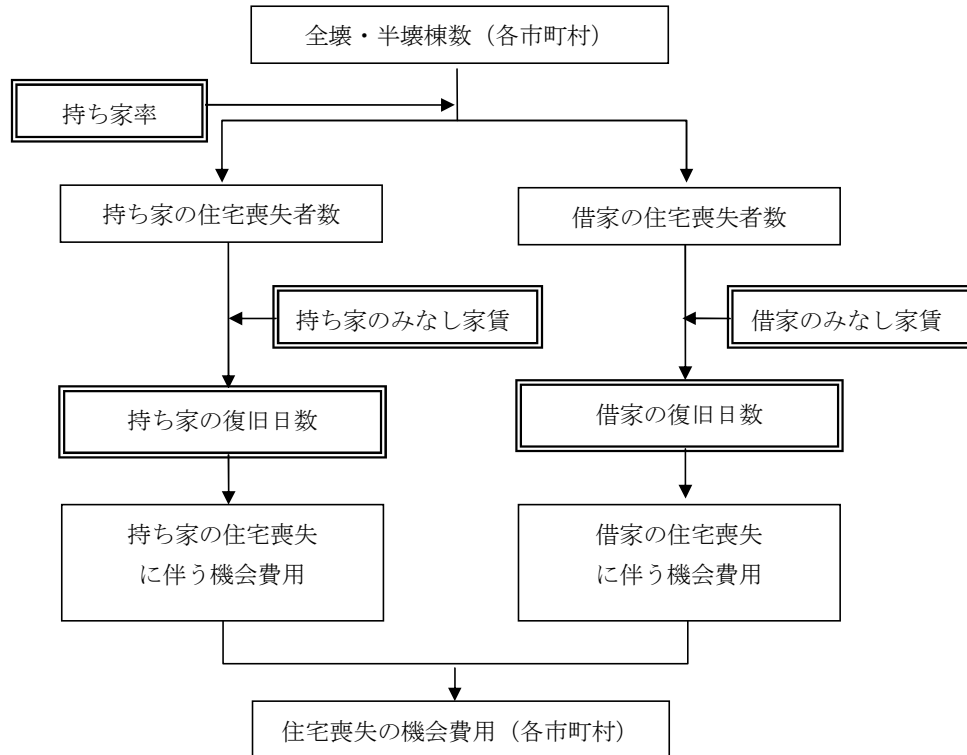 全壊・半壊棟数（各市町村）
持ち家率
持ち家の住宅喪失者数
借家の住宅喪失者数
持ち家のみなし家賃
借家のみなし家賃
持ち家の復旧日数
借家の復旧日数
持ち家の住宅喪失
に伴う機会費用
借家の住宅喪失
に伴う機会費用
住宅喪失の機会費用（各市町村）